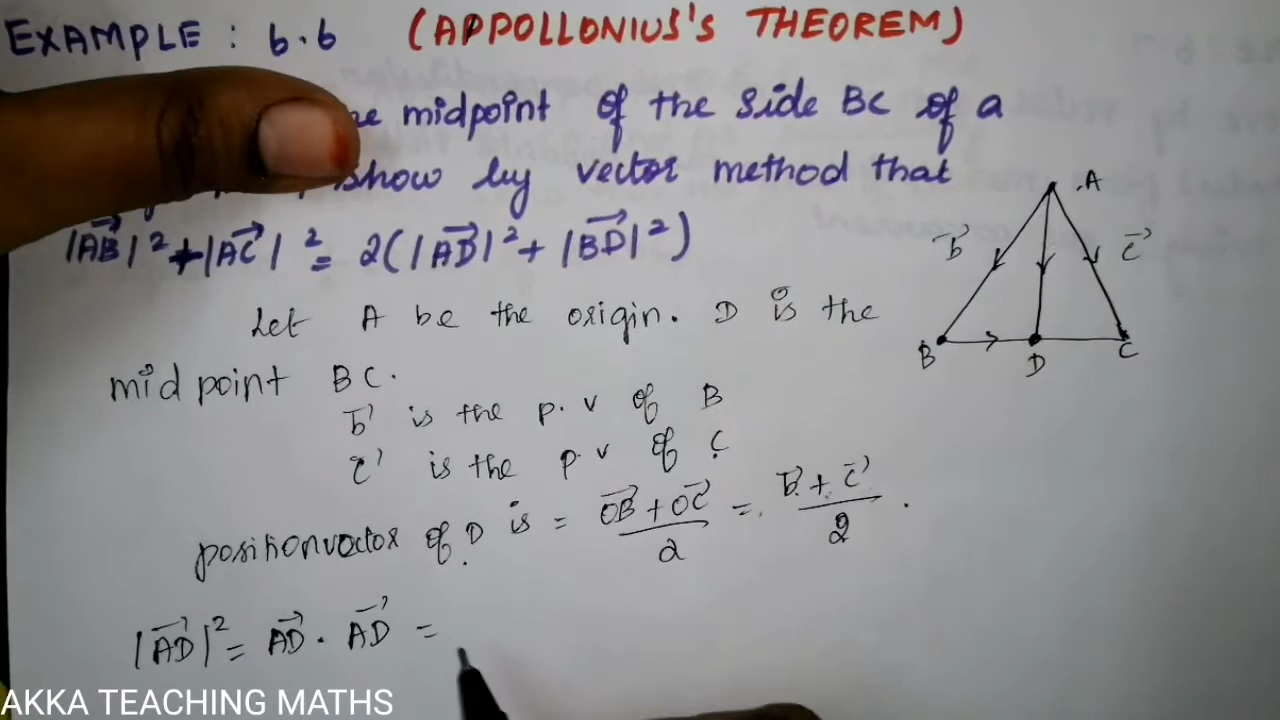 EXAMPLE : 6.6 (APPOLLONIUS'S THEOREM)
midpoint of the side BC of a
show by vector method that
|AB⃗|² + |AC⃗|² = 2(|AD⃗|² + |BD⃗|²)
Let A be the origin. D is the
midpoint BC.
b⃗ is the p.v of B
c⃗ is the p.v of C
position vector of D is = (OB⃗ + OC⃗)/2 = (b⃗ + c⃗)/2 .
|AD⃗|² = AD⃗ . AD⃗ =
A
b⃗ c⃗
B D C
AKKA TEACHING MATHS